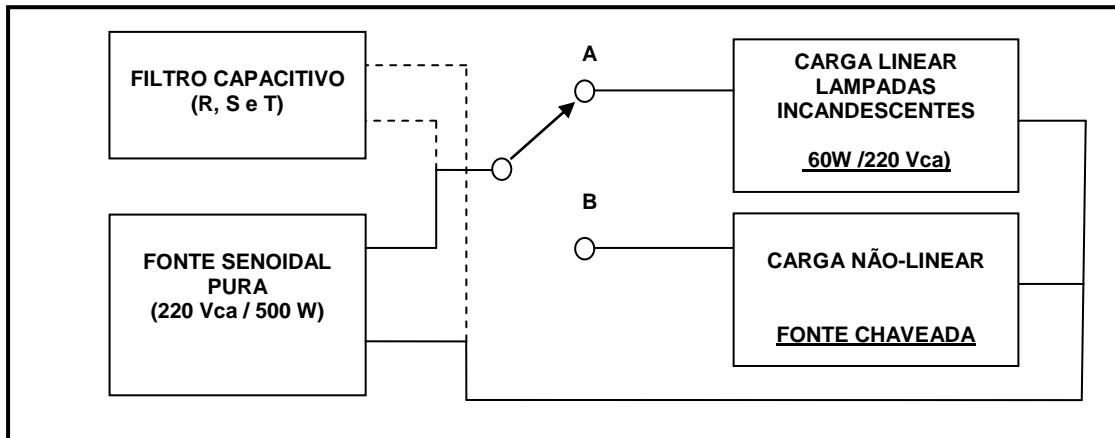 FILTRO CAPACITIVO
(R, S e T)
FONTE SENOIDAL
PURA
(220 Vca / 500 W)
A
B
CARGA LINEAR
LAMPADAS
INCANDESCENTES
60W /220 Vca)
CARGA NÃO-LINEAR
FONTE CHAVEADA